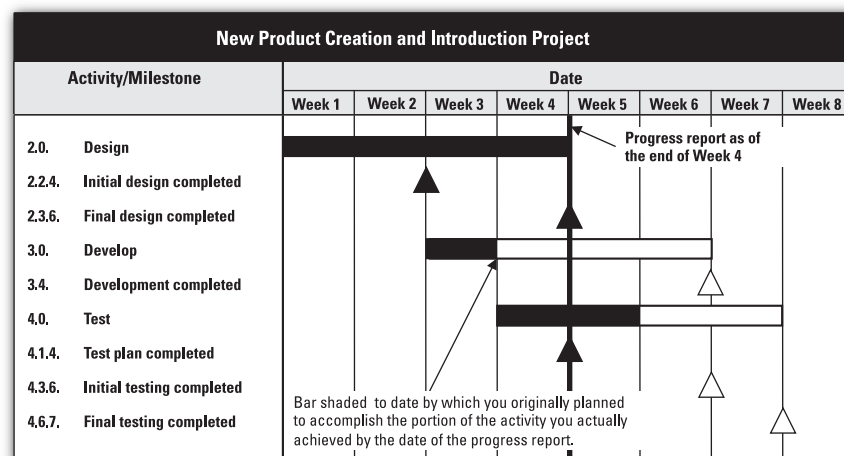 New Product Creation and Introduction Project
Activity/Milestone
Date
Week 1 Week 2 Week 3 Week 4 Week 5 Week 6 Week 7 Week 8
Progress report as of
the end of Week 4
2.0. Design
2.2.4. Initial design completed
2.3.6. Final design completed
3.0. Develop
3.4. Development completed
4.0. Test
4.1.4. Test plan completed
4.3.6. Initial testing completed
4.6.7. Final testing completed
Bar shaded to date by which you originally planned
to accomplish the portion of the activity you actually
achieved by the date of the progress report.